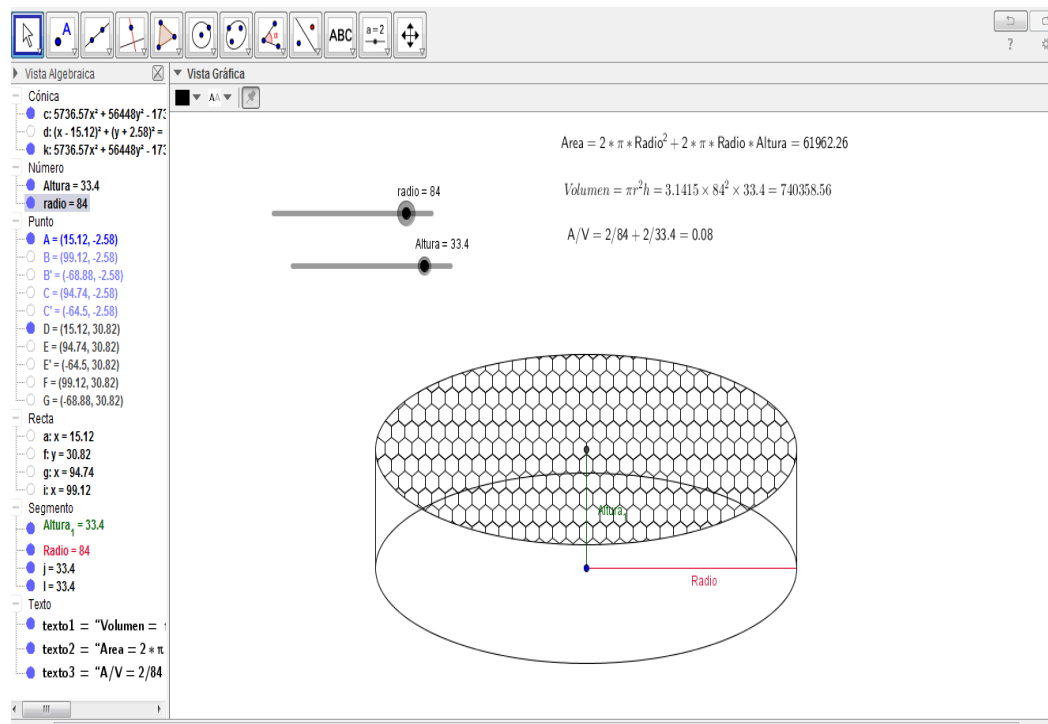 ABC
a=2
?
Vista Algebraica
Vista Gráfica
Cónica
c: 5736.57x² + 56448y² - 173
d: (x - 15.12)² + (y + 2.58)² =
k: 5736.57x² + 56448y² - 173
Número
Altura = 33.4
radio = 84
Punto
A = (15.12, -2.58)
B = (99.12, -2.58)
B' = (-68.88, -2.58)
C = (94.74, -2.58)
C' = (-64.5, -2.58)
D = (15.12, 30.82)
E = (94.74, 30.82)
E' = (-64.5, 30.82)
F = (99.12, 30.82)
G = (-68.88, 30.82)
Recta
a: x = 15.12
f: y = 30.82
g: x = 94.74
i: x = 99.12
Segmento
Altura₁ = 33.4
Radio = 84
j = 33.4
l = 33.4
Texto
texto1 = “Volumen =
texto2 = “Area = 2 * π
texto3 = “A/V = 2/84
A
α
AA
Area = 2 * π * Radio² + 2 * π * Radio * Altura = 61962.26
radio = 84
Volumen = πr²h = 3.1415 × 84² × 33.4 = 740358.56
Altura = 33.4
A/V = 2/84 + 2/33.4 = 0.08
Altura₁
Radio